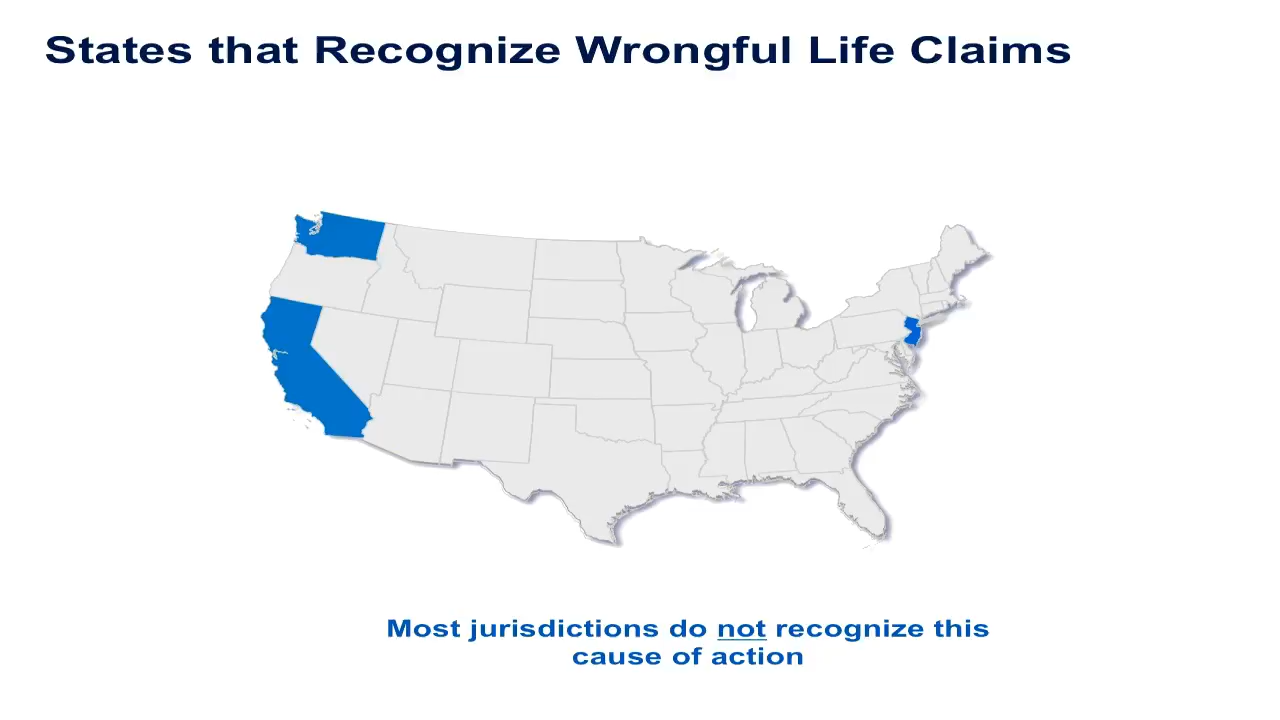 States that Recognize Wrongful Life Claims
Most jurisdictions do not recognize this
cause of action